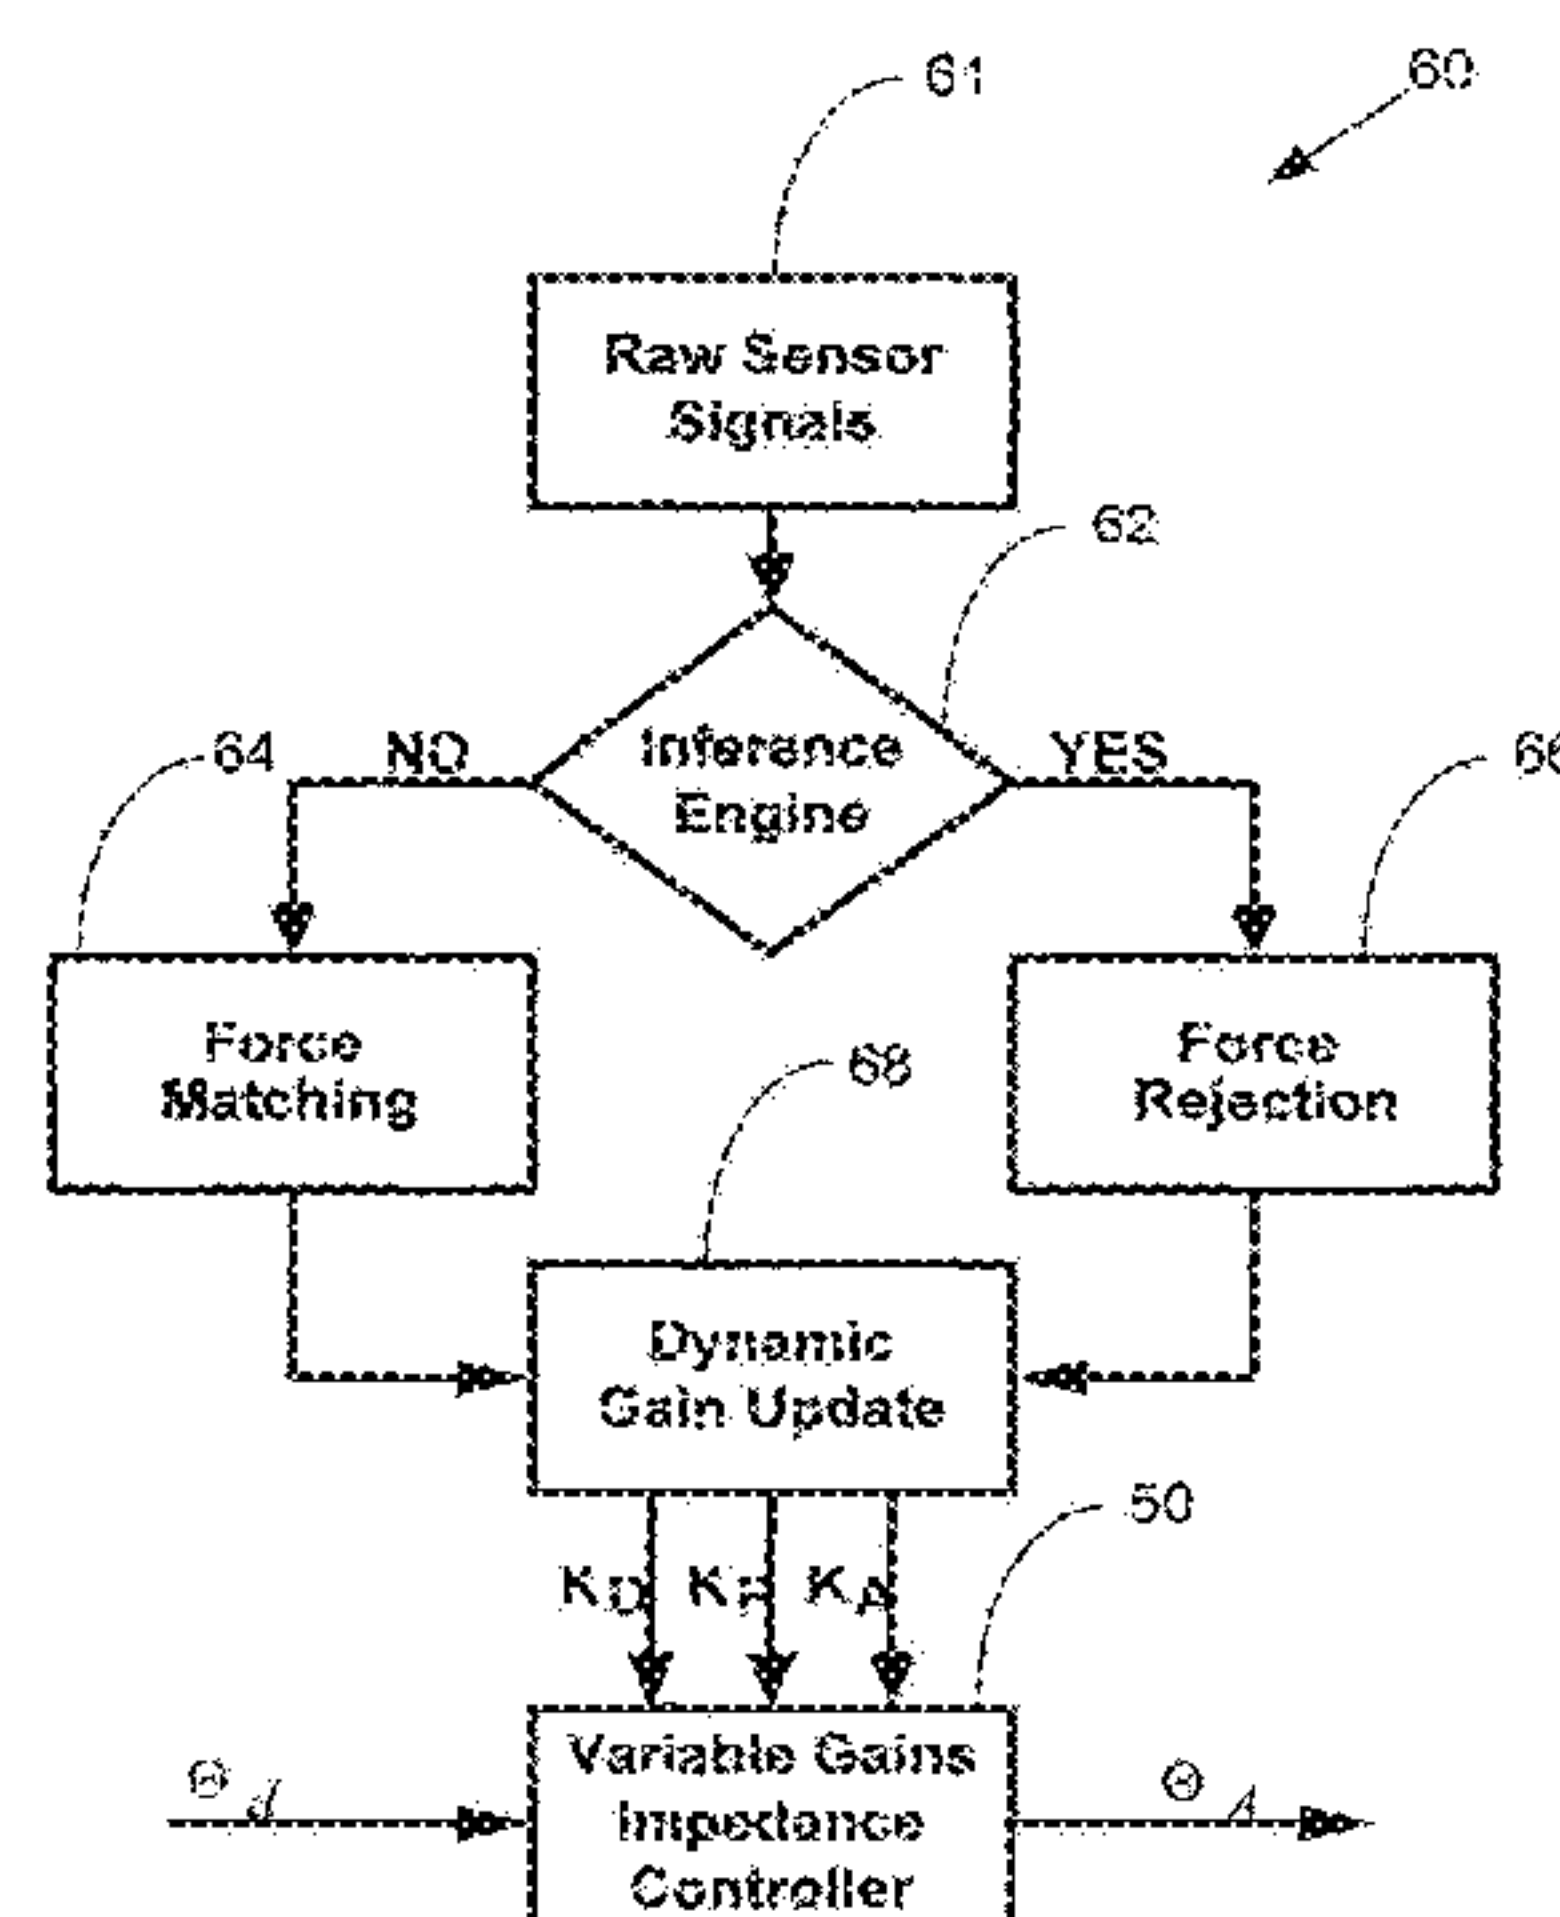 61
60
Raw Sensor
Signals
62
64
NO
Inference
Engine
YES
Force
Matching
68
Force
Rejection
Dynamic
Gain Update
50
KD
KA
Variable Gains
Impedance
Controller
Θd
ΘA